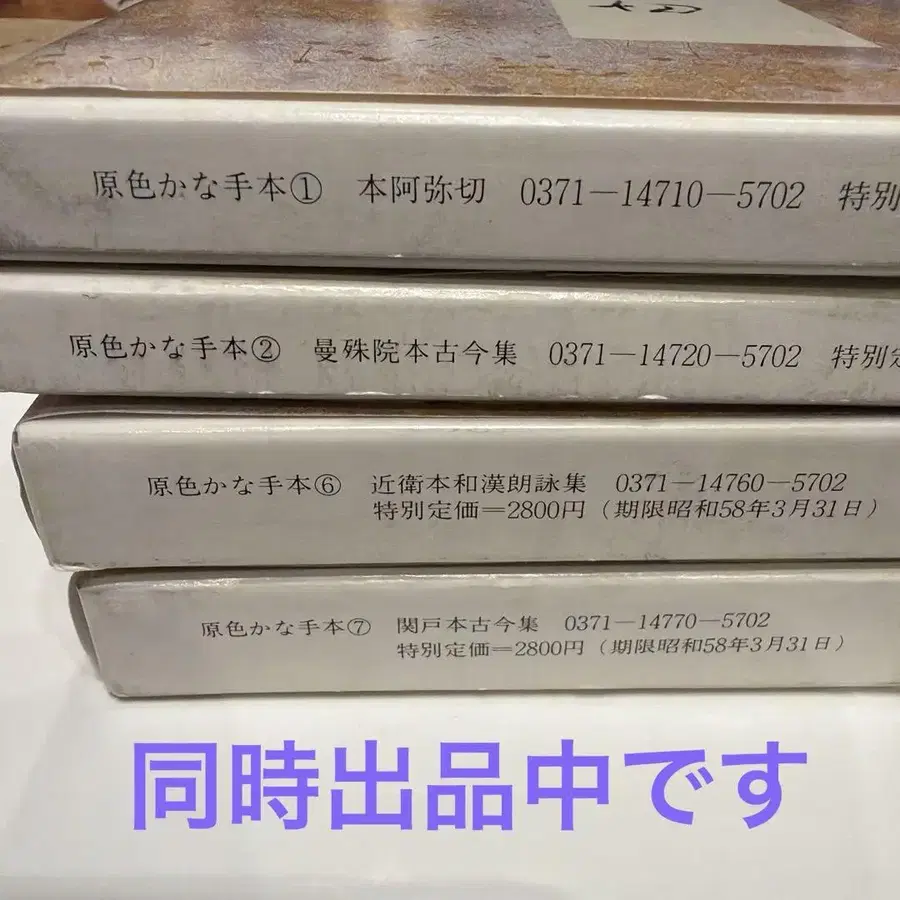 切
原色かな手本① 本阿弥切 0371―14710―5702 特別
原色かな手本② 曼殊院本古今集 0371―14720―5702 特別定
原色かな手本⑥ 近衛本和漢朗詠集 0371―14760―5702
特別定価=2800円(期限昭和58年3月31日)
原色かな手本⑦ 関戸本古今集 0371―14770―5702
特別定価=2800円(期限昭和58年3月31日)
同時出品中です